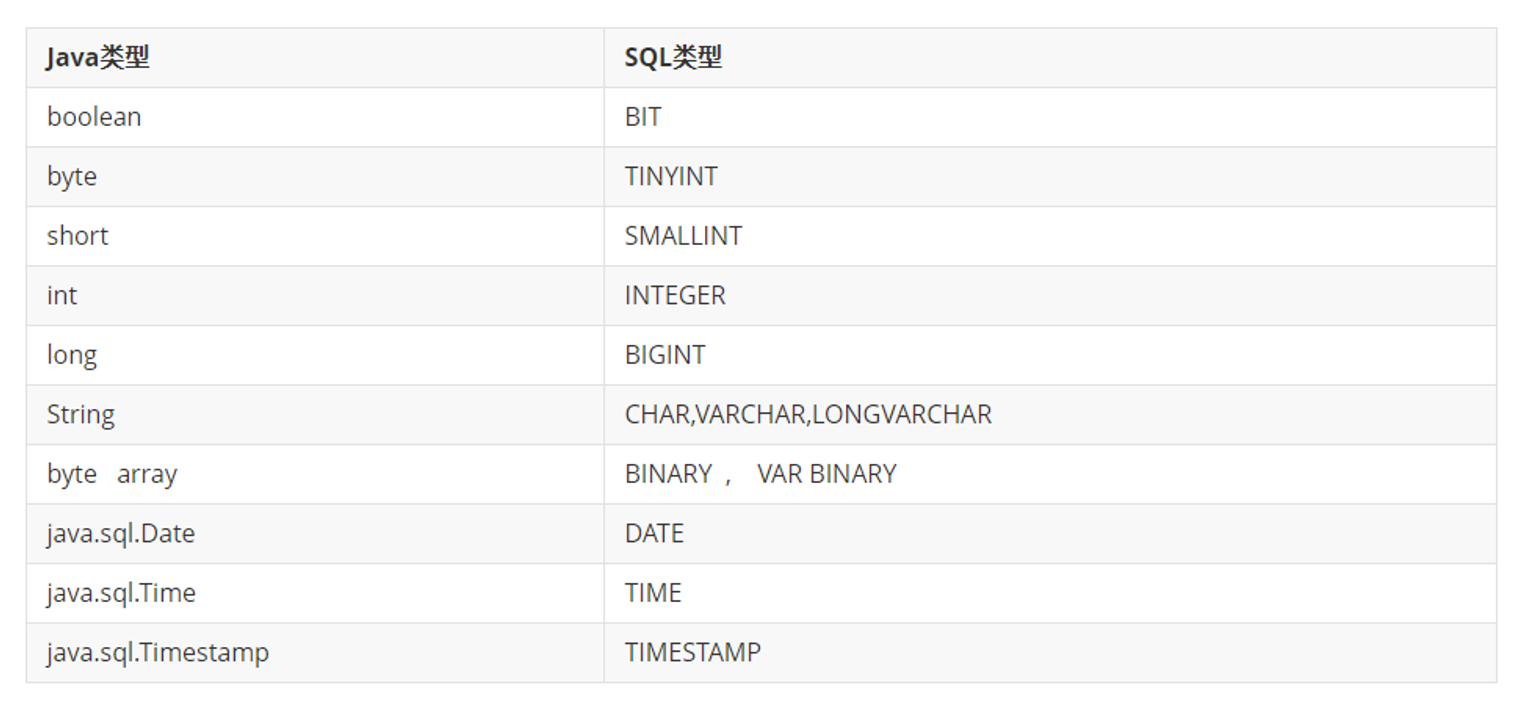 Java类型 SQL类型
boolean BIT
byte TINYINT
short SMALLINT
int INTEGER
long BIGINT
String CHAR,VARCHAR,LONGVARCHAR
byte array BINARY , VAR BINARY
java.sql.Date DATE
java.sql.Time TIME
java.sql.Timestamp TIMESTAMP